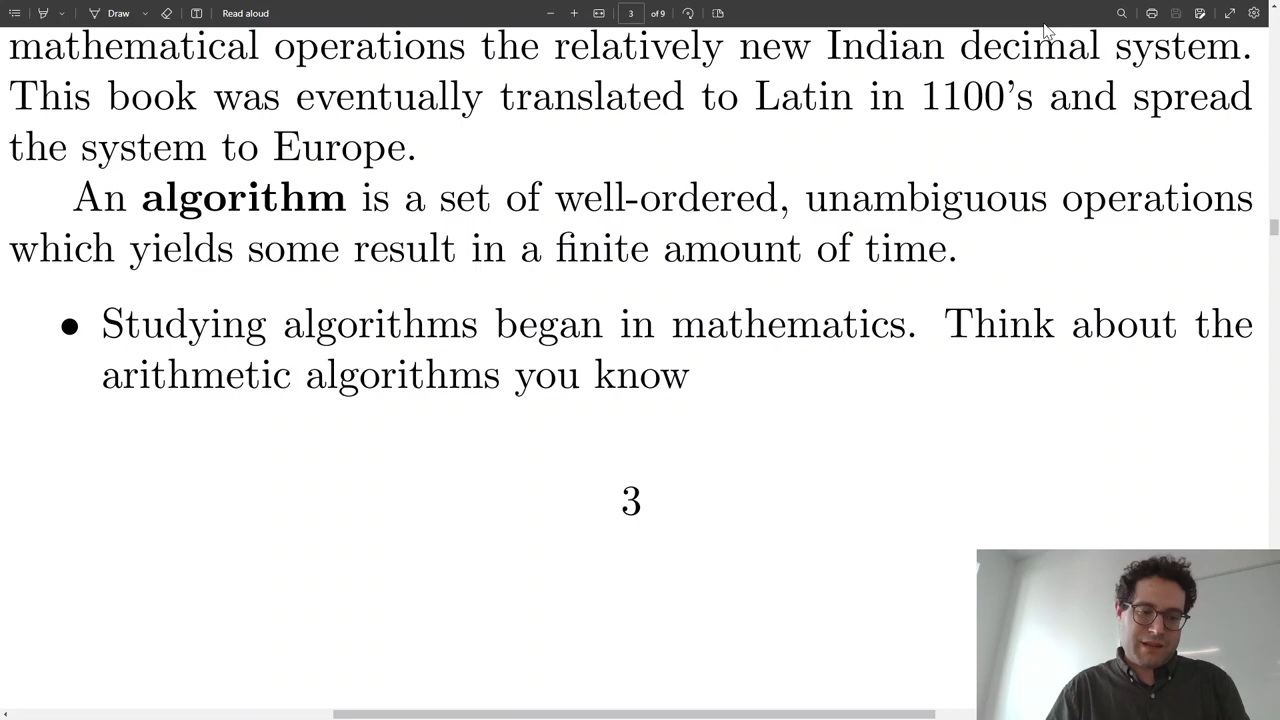 Draw
Read aloud
3 of 9
mathematical operations the relatively new Indian decimal system.
This book was eventually translated to Latin in 1100's and spread
the system to Europe.
An algorithm is a set of well-ordered, unambiguous operations
which yields some result in a finite amount of time.
• Studying algorithms began in mathematics. Think about the
arithmetic algorithms you know
3